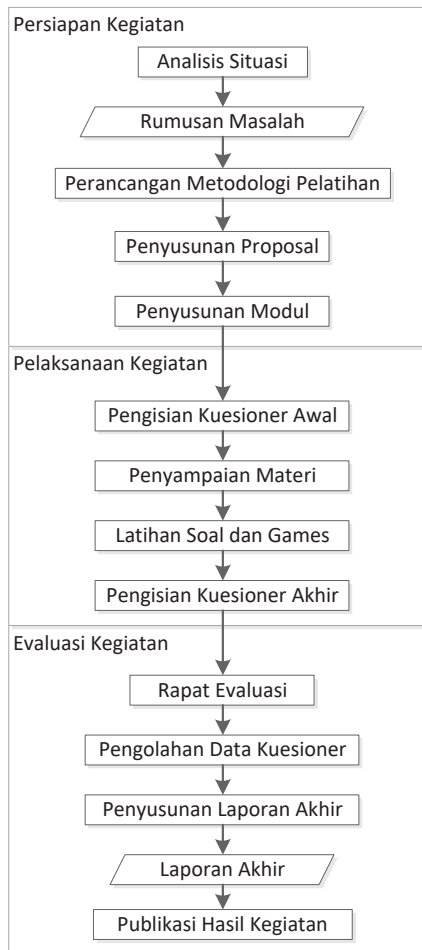 Persiapan Kegiatan
Analisis Situasi
Rumusan Masalah
Perancangan Metodologi Pelatihan
Penyusunan Proposal
Penyusunan Modul
Pelaksanaan Kegiatan
Pengisian Kuesioner Awal
Penyampaian Materi
Latihan Soal dan Games
Pengisian Kuesioner Akhir
Evaluasi Kegiatan
Rapat Evaluasi
Pengolahan Data Kuesioner
Penyusunan Laporan Akhir
Laporan Akhir
Publikasi Hasil Kegiatan